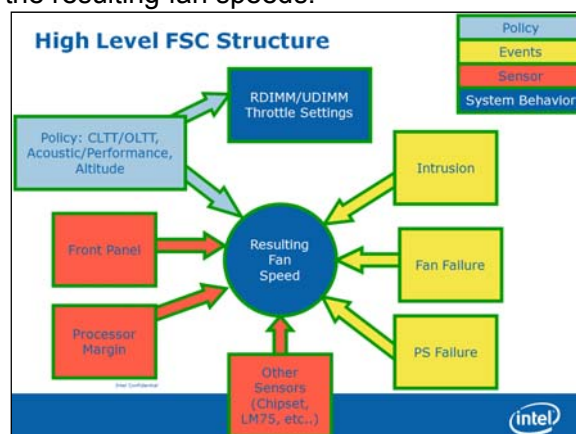 the resulting fan speeds.
High Level FSC Structure
Policy
Events
Sensor
System Behavior
RDIMM/UDIMM
Throttle Settings
Policy: CLTT/OLTT,
Acoustic/Performance,
Altitude
Intrusion
Front Panel
Resulting
Fan
Speed
Fan Failure
Processor
Margin
PS Failure
Other
Sensors
(Chipset,
LM75, etc..)
Intel Confidential
intel